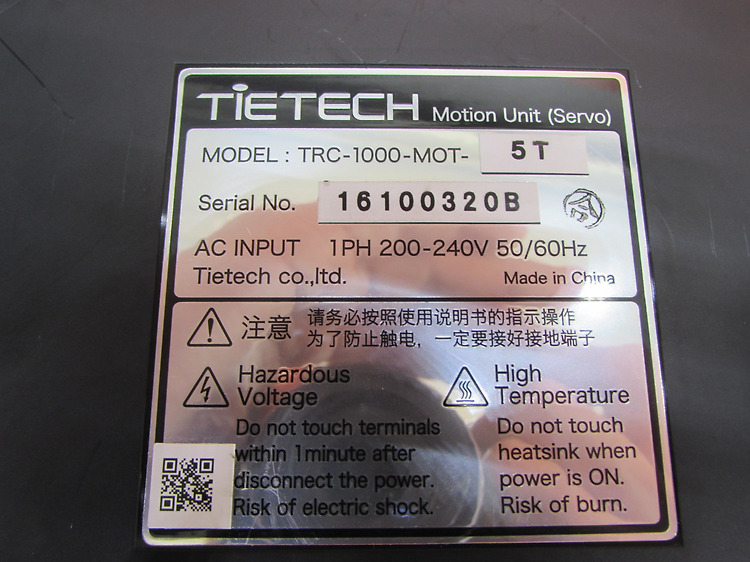 TIETECH Motion Unit (Servo)
MODEL : TRC-1000-MOT- 5T
Serial No. 16100320B
AC INPUT 1PH 200-240V 50/60Hz
Tietech co.,ltd. Made in China
注意 请务必按照使用说明书的指示操作
为了防止触电，一定要接好接地端子
Hazardous
Voltage
Do not touch terminals
within 1minute after
disconnect the power.
Risk of electric shock.
High
Temperature
Do not touch
heatsink when
power is ON.
Risk of burn.